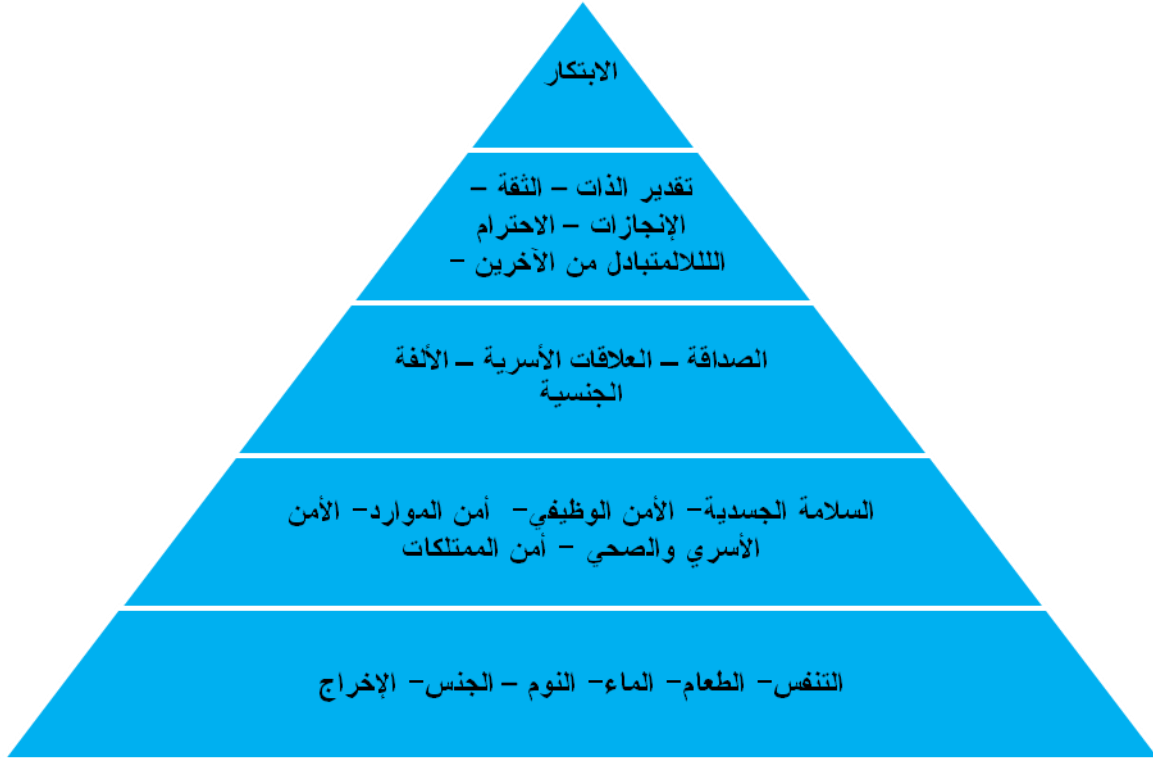 الابتكار
تقدير الذات – الثقة –
الإنجازات – الاحترام
الللالمتبادل من الآخرين -
الصداقة – العلاقات الأسرية – الألفة
الجنسية
السلامة الجسدية- الأمن الوظيفي- أمن الموارد- الأمن
الأسري والصحي - أمن الممتلكات
التنفس- الطعام- الماء- النوم – الجنس- الإخراج